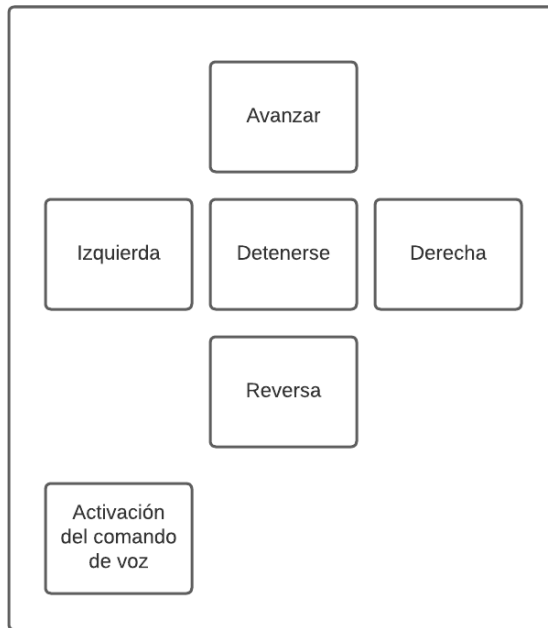 Avanzar
Izquierda
Detenerse
Derecha
Reversa
Activación
del comando
de voz